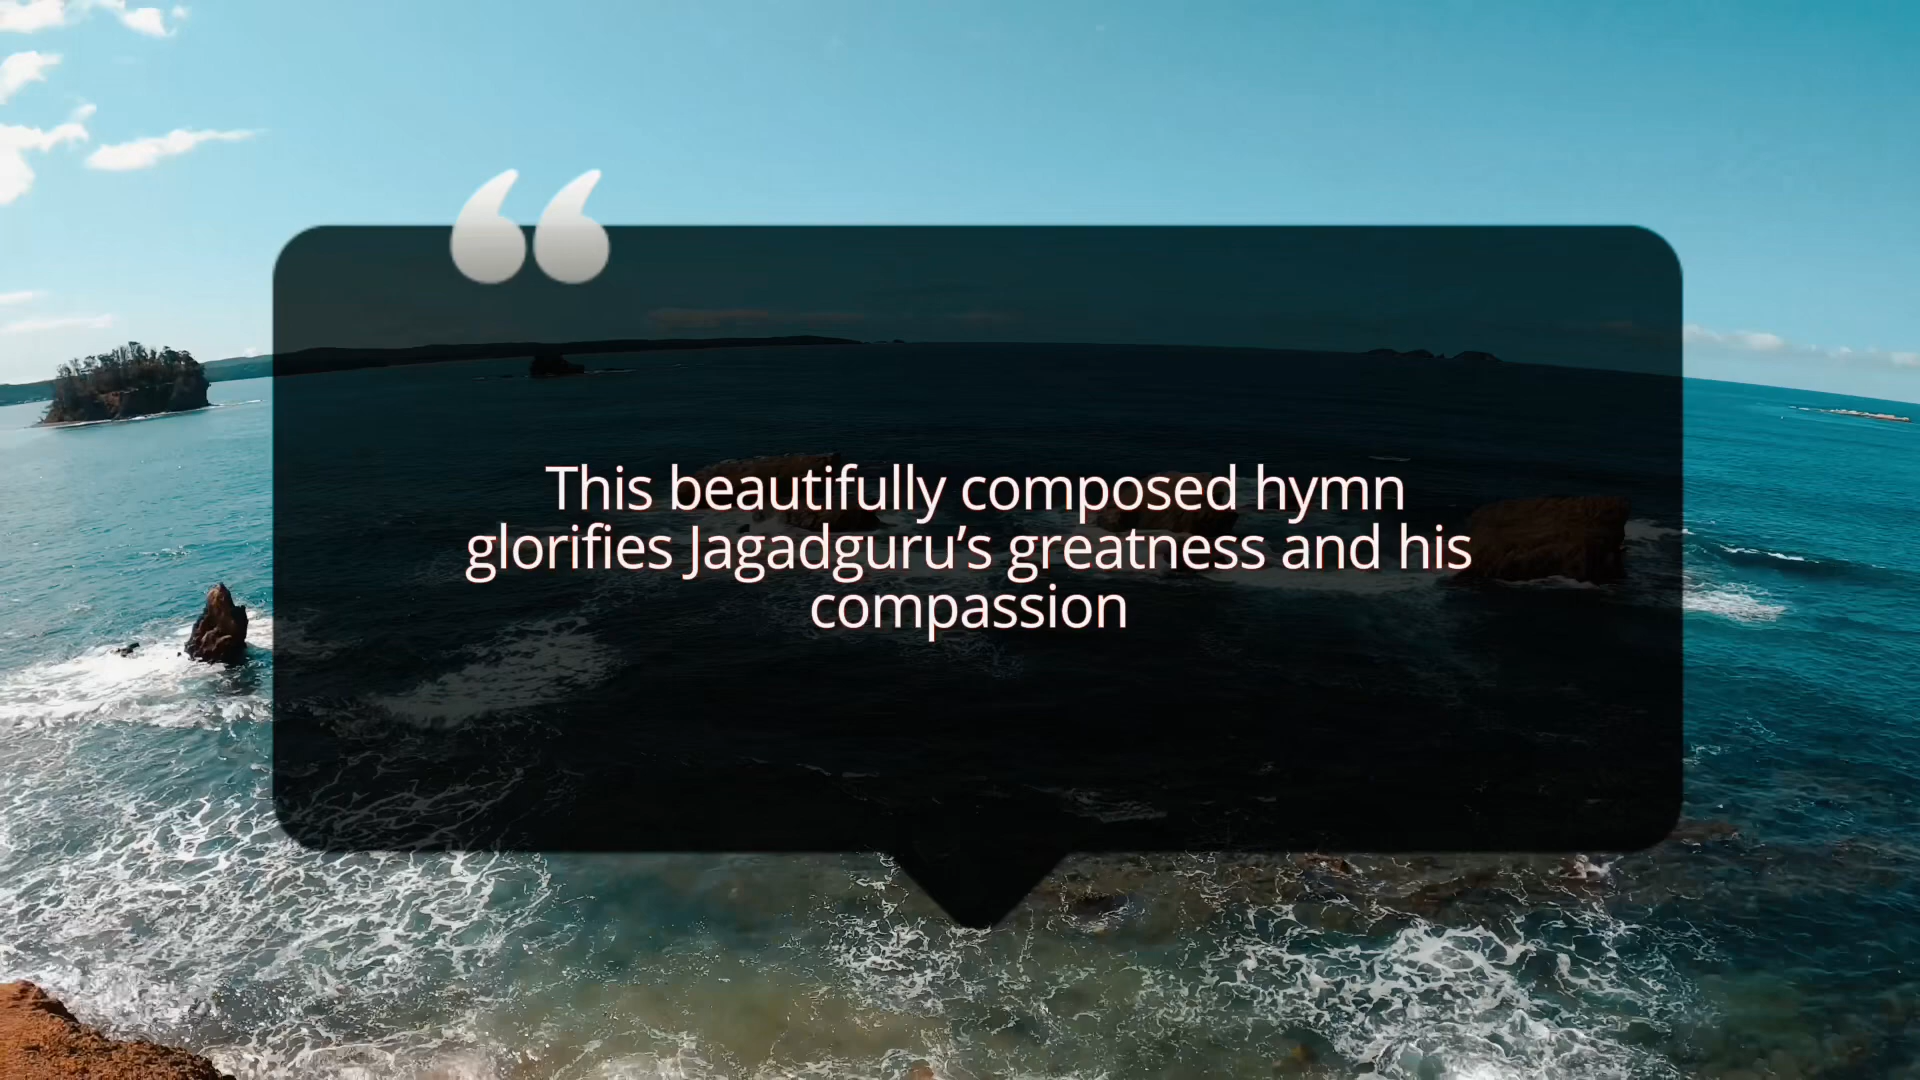 “
This beautifully composed hymn
glorifies Jagadguru’s greatness and his
compassion